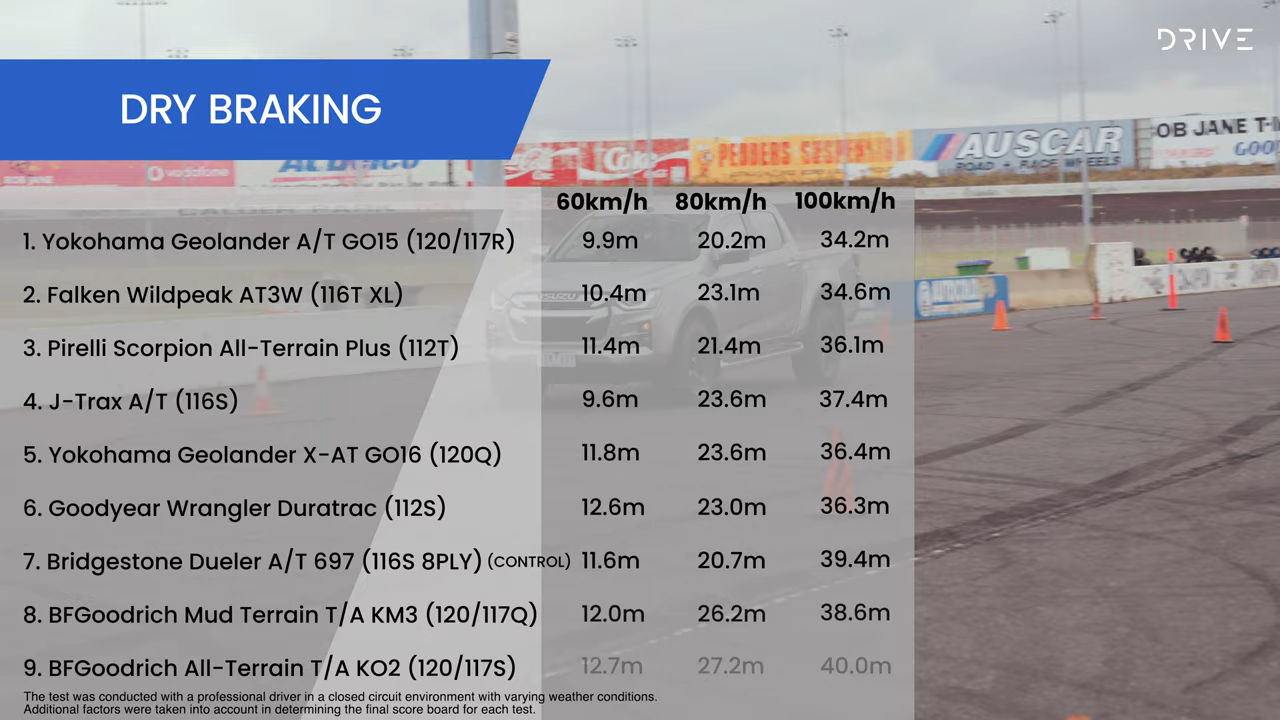 DRIVE
DRY BRAKING
AUSCAR
ROAD & RACE WHEELS
OB JANE T-M
GOO
PEDDERS SUSPENSION
Coke
vodafone
CALDER PARK
60km/h 80km/h 100km/h
1. Yokohama Geolander A/T GO15 (120/117R) 9.9m 20.2m 34.2m
2. Falken Wildpeak AT3W (116T XL) 10.4m 23.1m 34.6m
ISUZU
3. Pirelli Scorpion All-Terrain Plus (112T) 11.4m 21.4m 36.1m
4. J-Trax A/T (116S) 9.6m 23.6m 37.4m
5. Yokohama Geolander X-AT GO16 (120Q) 11.8m 23.6m 36.4m
6. Goodyear Wrangler Duratrac (112S) 12.6m 23.0m 36.3m
7. Bridgestone Dueler A/T 697 (116S 8PLY) (CONTROL) 11.6m 20.7m 39.4m
8. BFGoodrich Mud Terrain T/A KM3 (120/117Q) 12.0m 26.2m 38.6m
9. BFGoodrich All-Terrain T/A KO2 (120/117S) 12.7m 27.2m 40.0m
The test was conducted with a professional driver in a closed circuit environment with varying weather conditions.
Additional factors were taken into account in determining the final score board for each test.